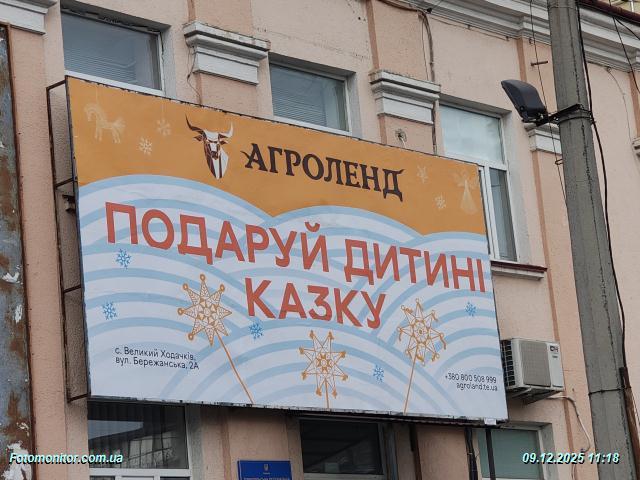 АГРОЛЕНД
ПОДАРУЙ ДИТИНІ
КАЗКУ
с. Великий Ходачків,
вул. Бережанська, 2А
+380 800 508 999
agroland.te.ua
Fotomonitor.com.ua
09.12.2025 11:18